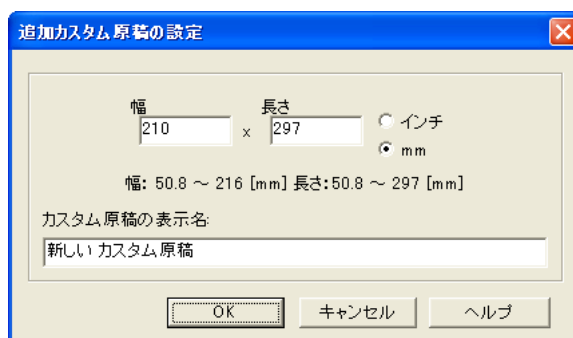 追加カスタム原稿の設定
幅 長さ
210 x 297
インチ
mm
幅: 50.8 ～ 216 [mm] 長さ:50.8 ～ 297 [mm]
カスタム原稿の表示名:
新しい カスタム原稿
OK キャンセル ヘルプ